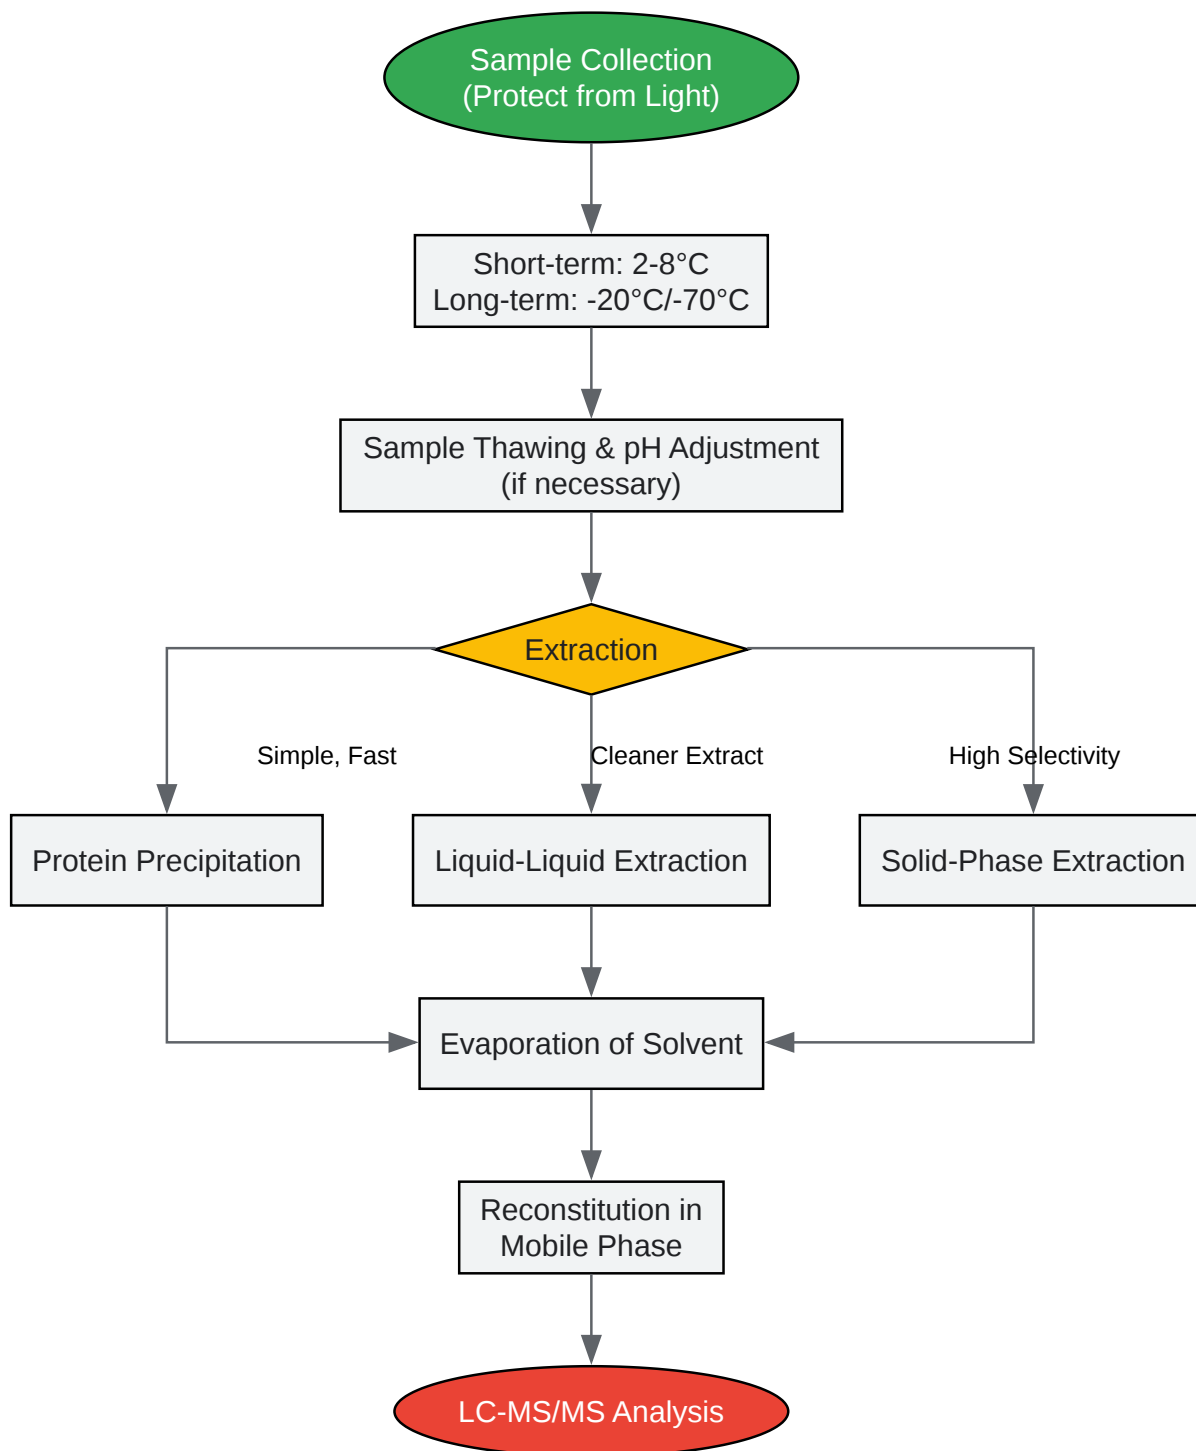 Sample Collection
(Protect from Light)
Short-term: 2-8°C
Long-term: -20°C/-70°C
Sample Thawing & pH Adjustment
(if necessary)
Extraction
Simple, Fast
Cleaner Extract
High Selectivity
Protein Precipitation
Liquid-Liquid Extraction
Solid-Phase Extraction
Evaporation of Solvent
Reconstitution in
Mobile Phase
LC-MS/MS Analysis